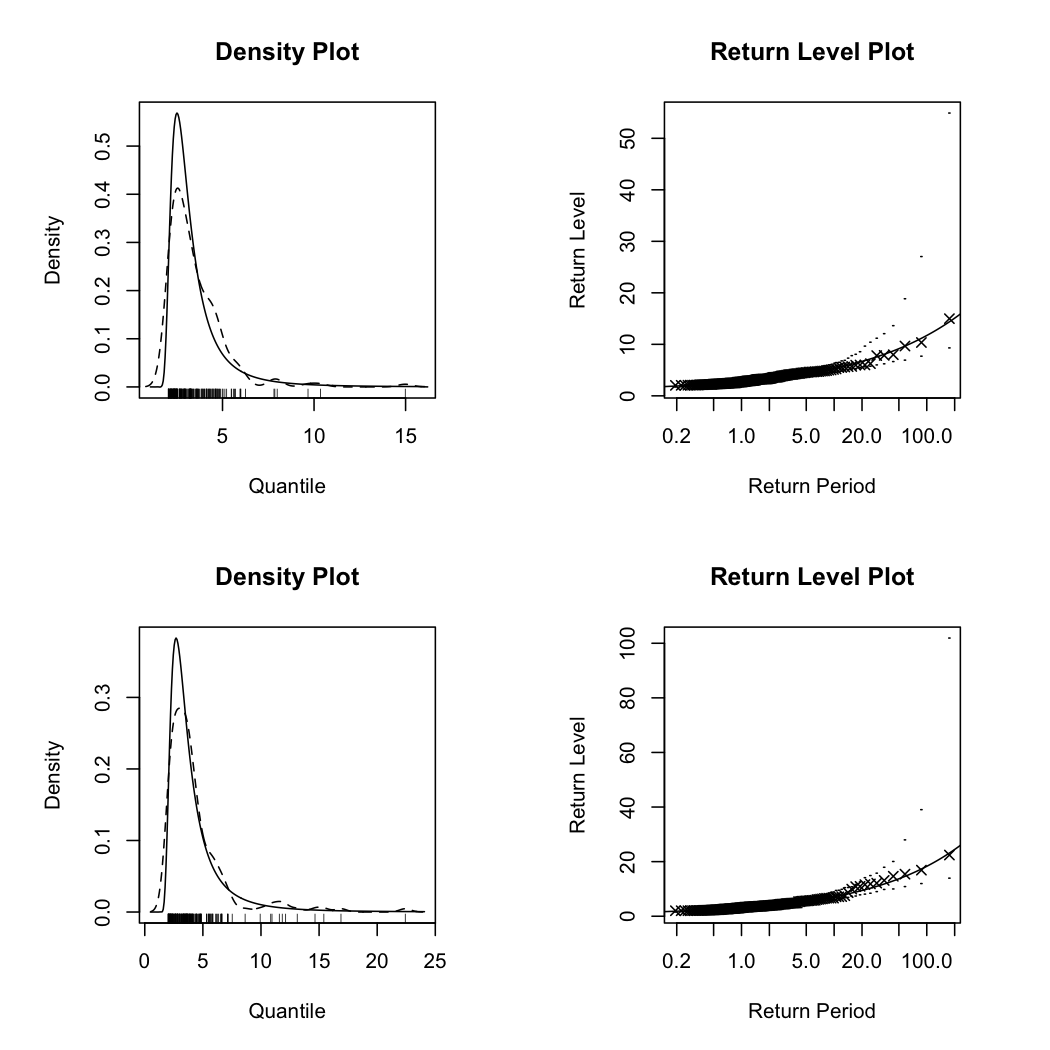 Density Plot
Density
0.0 0.1 0.2 0.3 0.4 0.5
5 10 15
Quantile
Return Level Plot
Return Level
0 10 20 30 40 50
0.2 1.0 5.0 20.0 100.0
Return Period
Density Plot
Density
0.0 0.1 0.2 0.3
0 5 10 15 20 25
Quantile
Return Level Plot
Return Level
0 20 40 60 80 100
0.2 1.0 5.0 20.0 100.0
Return Period